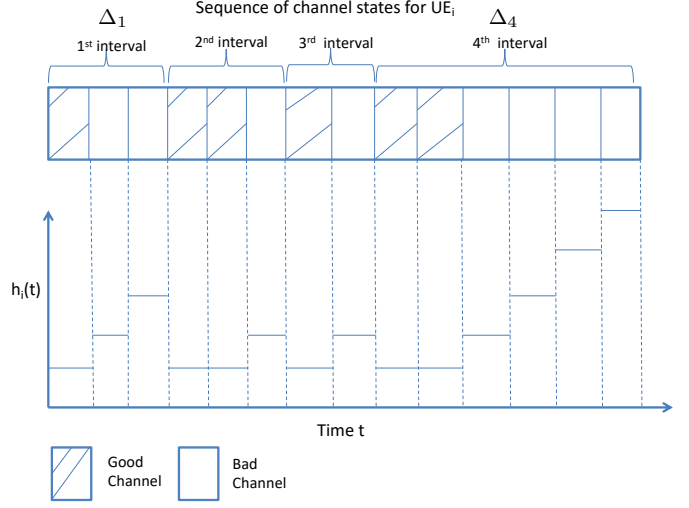 Sequence of channel states for UEi
Δ1
Δ4
1st interval
2nd interval
3rd interval
4th interval
hi(t)
Time t
Good
Channel
Bad
Channel